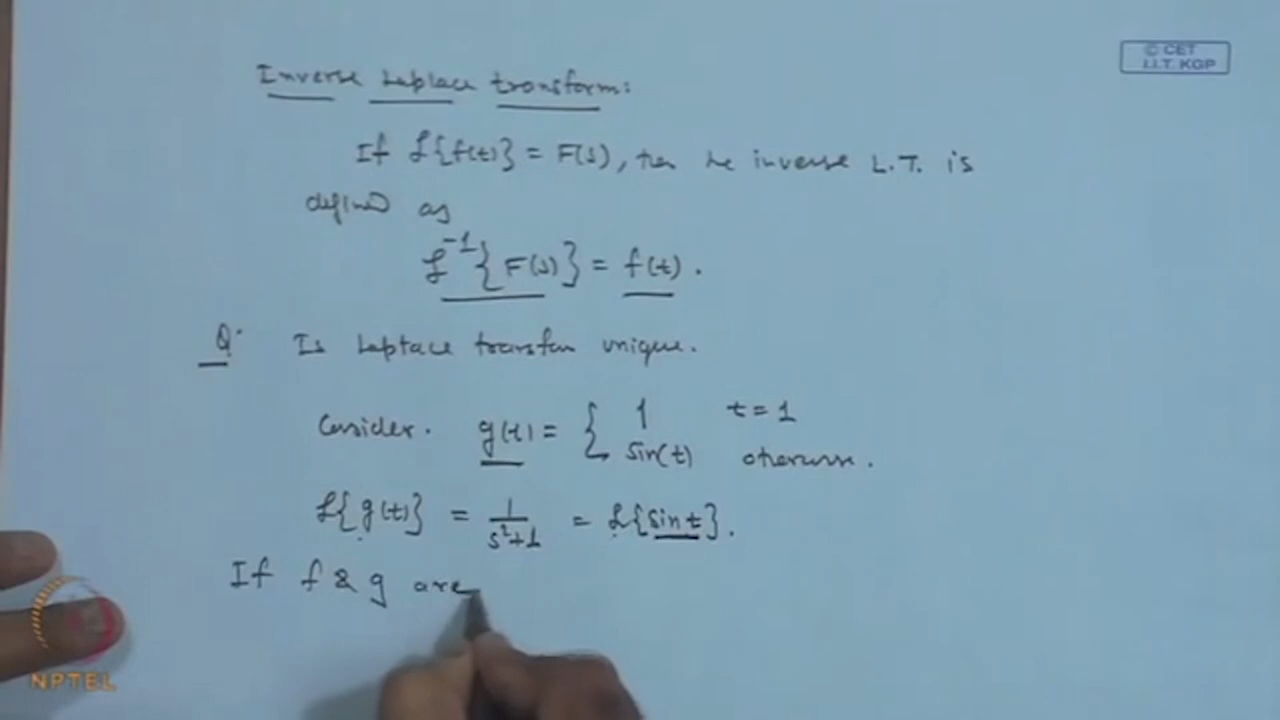 © CET
I.I.T. KGP
Inverse Laplace transform:
If ℒ{f(t)} = F(s), then the inverse L.T. is
defined as
ℒ⁻¹{F(s)} = f(t).
Q. Is Laplace transform unique.
Consider. g(t) = { 1 t = 1
sin(t) otherwise.
ℒ{g(t)} = 1/(s²+1) = ℒ{sin t}.
If f & g are
NPTEL